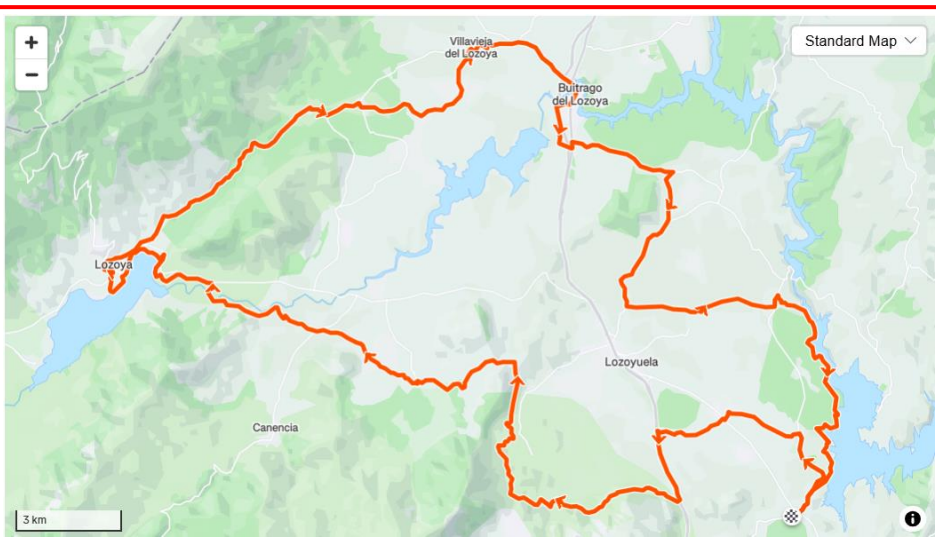 +
−
Standard Map
Villavieja
del Lozoya
Buitrago
del Lozoya
Lozoya
Lozoyuela
Canencia
3 km
i